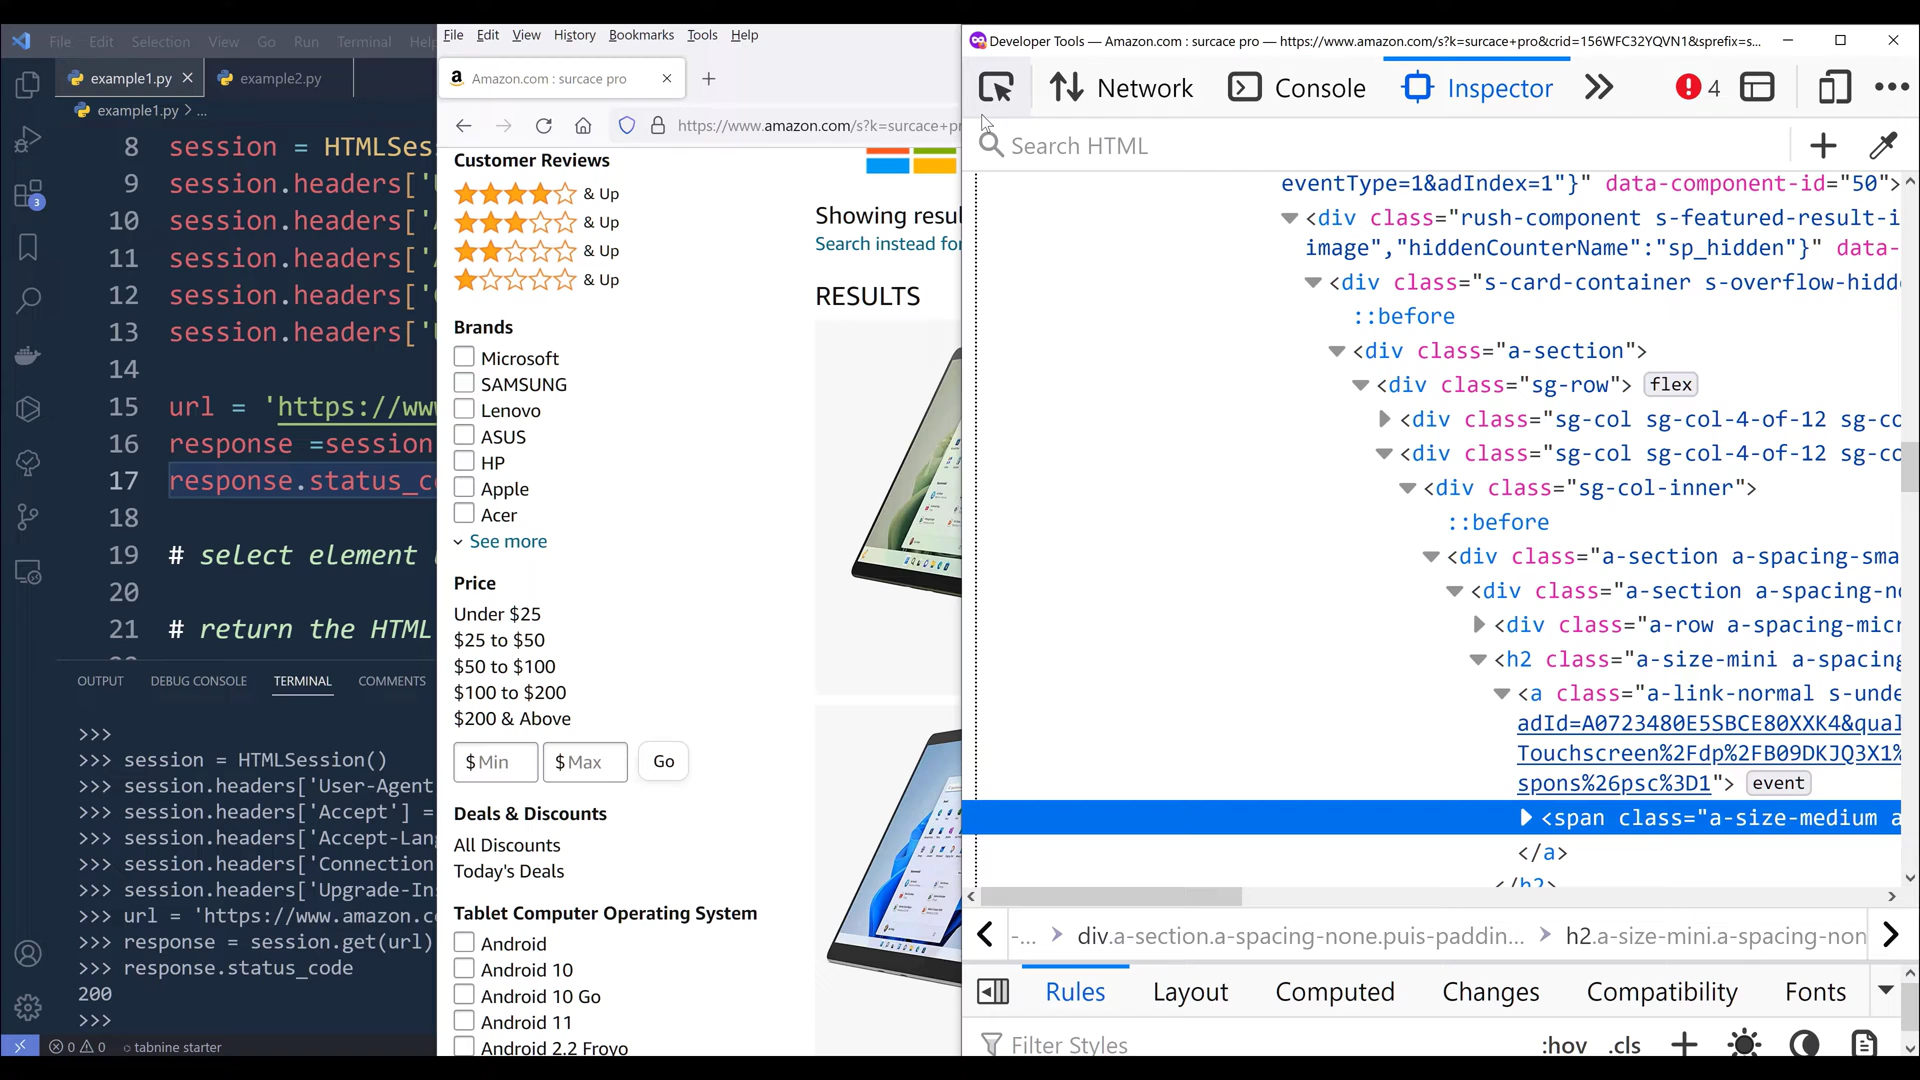 File Edit Selection View Go Run Terminal Help
example1.py
example2.py
example1.py > ...
8 session = HTMLSes
9 session.headers['
10 session.headers['
11 session.headers['
12 session.headers['
13 session.headers['
14
15 url = 'https://ww
16 response =session
17 response.status_c
18
19 # select element
20
21 # return the HTML
OUTPUT DEBUG CONSOLE TERMINAL COMMENTS
>>>
>>> session = HTMLSession()
>>> session.headers['User-Agent
>>> session.headers['Accept'] =
>>> session.headers['Accept-Lan
>>> session.headers['Connection
>>> session.headers['Upgrade-In
>>> url = 'https://www.amazon.c
>>> response = session.get(url)
>>> response.status_code
200
>>>
0 0 tabnine starter
3
File Edit View History Bookmarks Tools Help
Amazon.com : surcace pro
https://www.amazon.com/s?k=surcace+pr
Customer Reviews
& Up
& Up
& Up
& Up
Brands
Microsoft
SAMSUNG
Lenovo
ASUS
HP
Apple
Acer
See more
Price
Under $25
$25 to $50
$50 to $100
$100 to $200
$200 & Above
$ Min $ Max Go
Deals & Discounts
All Discounts
Today's Deals
Tablet Computer Operating System
Android
Android 10
Android 10 Go
Android 11
Android 2.2 Froyo
Showing resul
Search instead for
RESULTS
Developer Tools — Amazon.com : surcace pro — https://www.amazon.com/s?k=surcace+pro&crid=156WFC32YQVN1&sprefix=s...
Network Console Inspector 4
Search HTML
eventType=1&adIndex=1"}" data-component-id="50">
<div class="rush-component s-featured-result-i
image","hiddenCounterName":"sp_hidden"}" data-
<div class="s-card-container s-overflow-hidd
::before
<div class="a-section">
<div class="sg-row"> flex
<div class="sg-col sg-col-4-of-12 sg-co
<div class="sg-col sg-col-4-of-12 sg-co
<div class="sg-col-inner">
::before
<div class="a-section a-spacing-sma
<div class="a-section a-spacing-n
<div class="a-row a-spacing-micr
<h2 class="a-size-mini a-spacing
<a class="a-link-normal s-unde
adId=A0723480E5SBCE80XXK4&qual
Touchscreen%2Fdp%2FB09DKJQ3X1%
spons%26psc%3D1"> event
<span class="a-size-medium a
</a>
</h2>
-... > div.a-section.a-spacing-none.puis-paddin... > h2.a-size-mini.a-spacing-non
Rules Layout Computed Changes Compatibility Fonts
Filter Styles :hov .cls